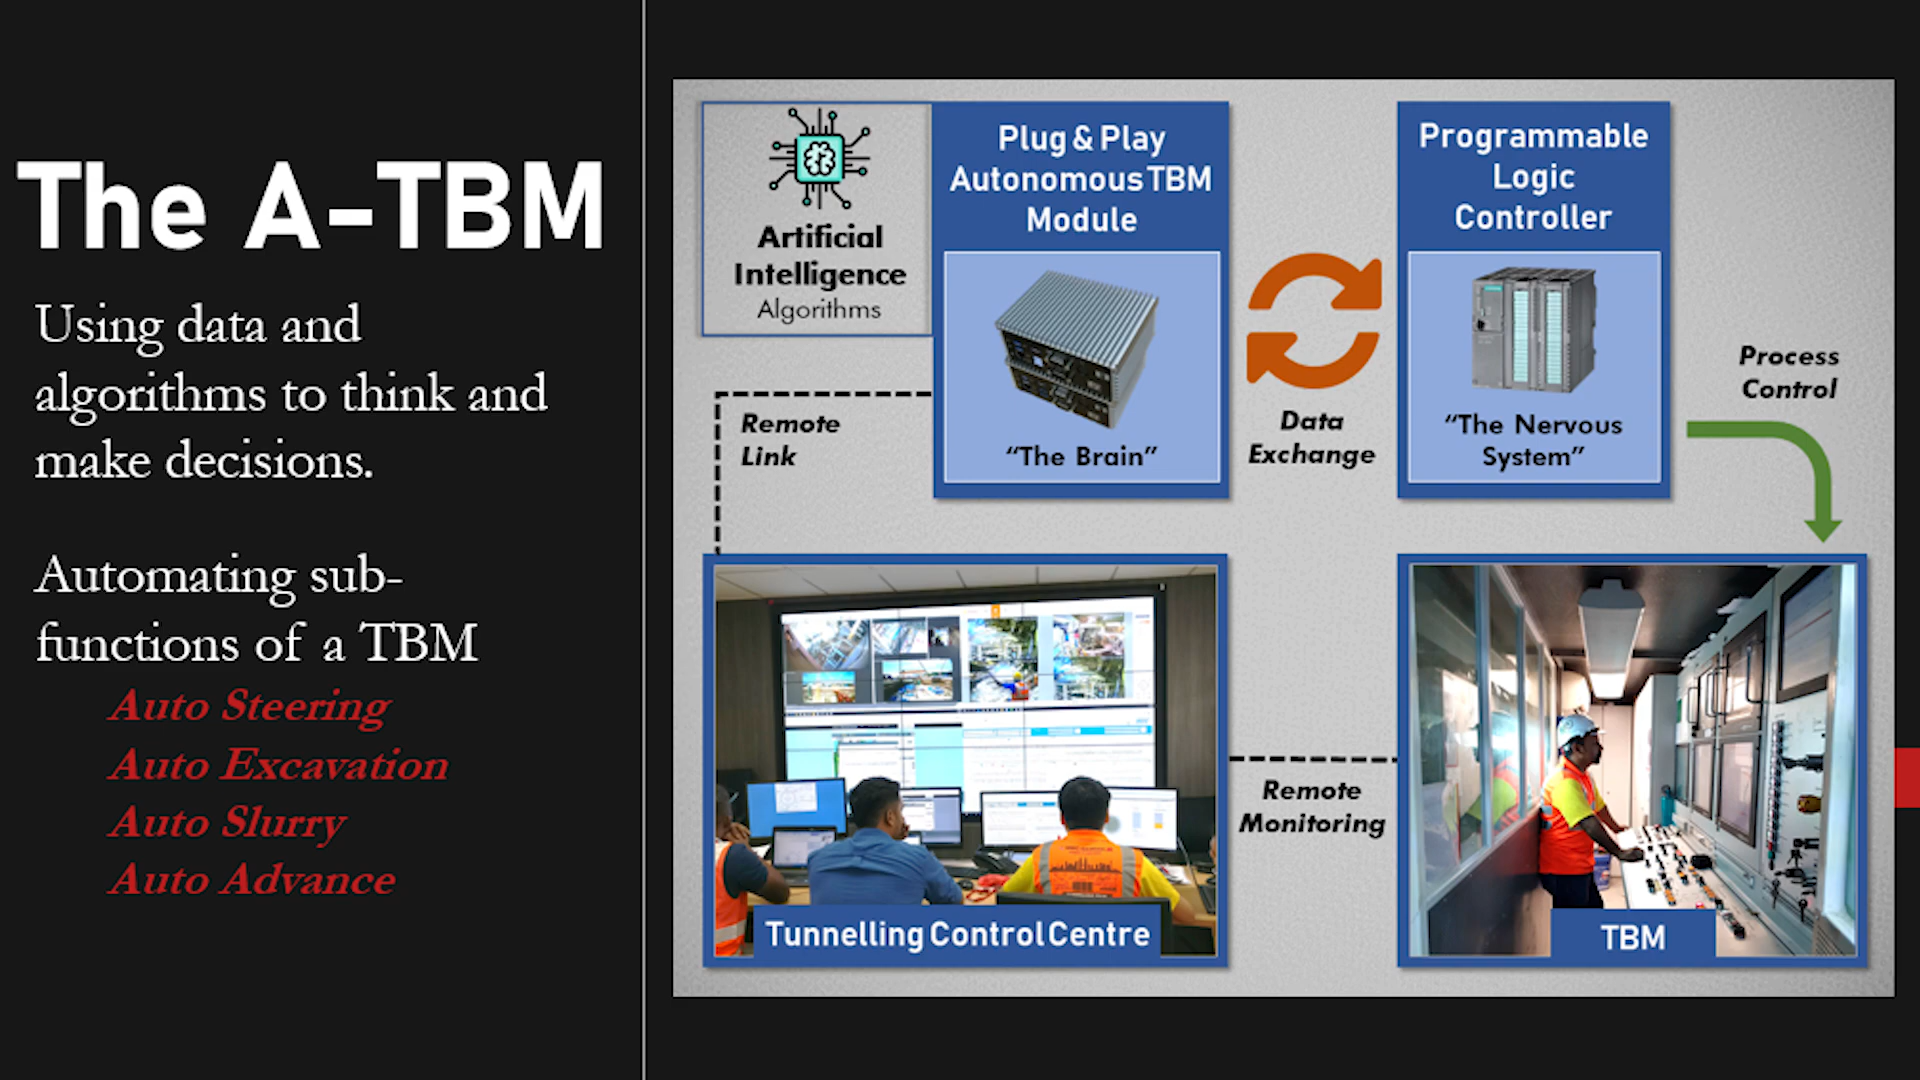 The A-TBM
Using data and
algorithms to think and
make decisions.
Automating sub-
functions of a TBM
Auto Steering
Auto Excavation
Auto Slurry
Auto Advance
Artificial
Intelligence
Algorithms
Plug & Play
Autonomous TBM
Module
“The Brain”
Data
Exchange
Programmable
Logic
Controller
“The Nervous
System”
Process
Control
Remote
Link
Tunnelling Control Centre
Remote
Monitoring
TBM